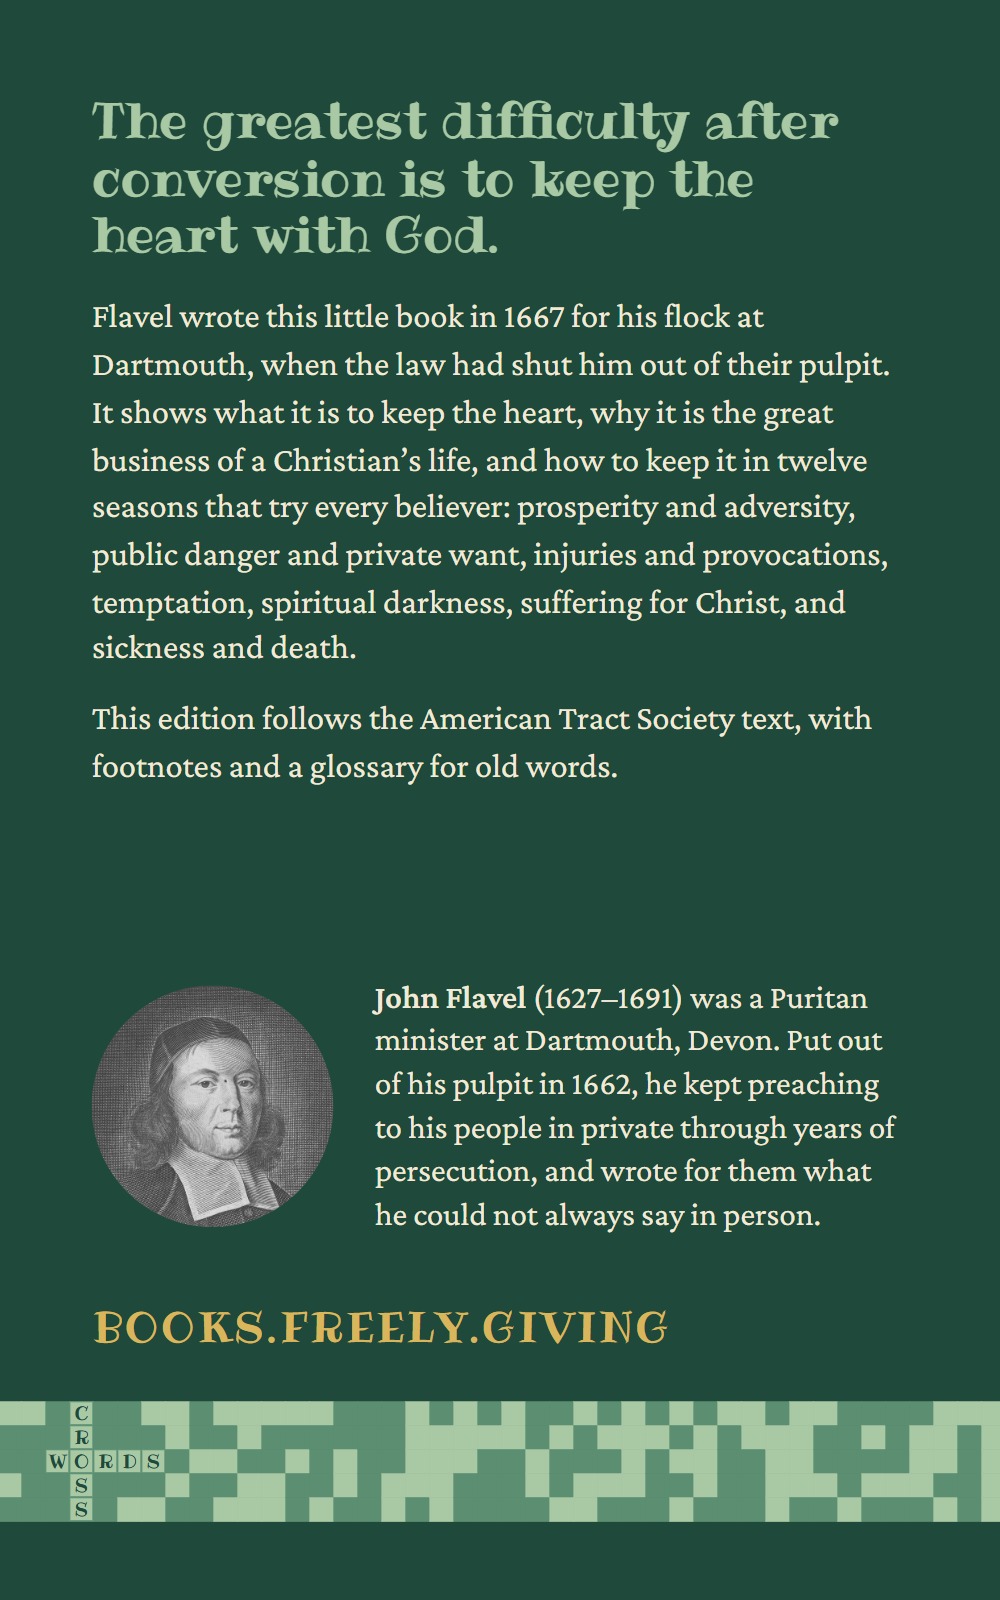 The greatest difficulty after
conversion is to keep the
heart with God.
Flavel wrote this little book in 1667 for his flock at
Dartmouth, when the law had shut him out of their pulpit.
It shows what it is to keep the heart, why it is the great
business of a Christian’s life, and how to keep it in twelve
seasons that try every believer: prosperity and adversity,
public danger and private want, injuries and provocations,
temptation, spiritual darkness, suffering for Christ, and
sickness and death.
This edition follows the American Tract Society text, with
footnotes and a glossary for old words.
John Flavel (1627–1691) was a Puritan
minister at Dartmouth, Devon. Put out
of his pulpit in 1662, he kept preaching
to his people in private through years of
persecution, and wrote for them what
he could not always say in person.
BOOKS.FREELY.GIVING
CROSS
WORDS